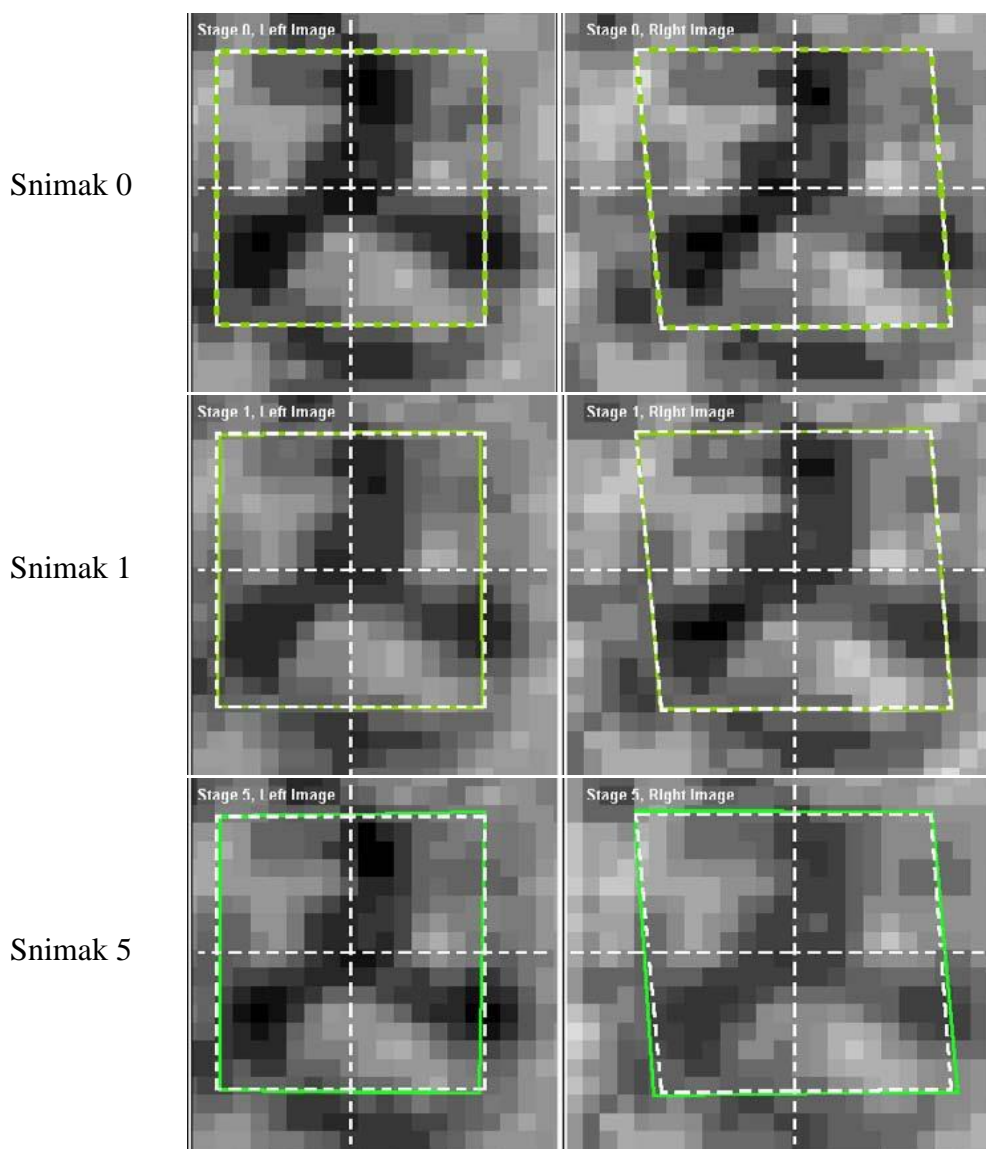 Stage 0, Left Image
Stage 0, Right Image
Snimak 0
Stage 1, Left Image
Stage 1, Right Image
Snimak 1
Stage 5, Left Image
Stage 5, Right Image
Snimak 5